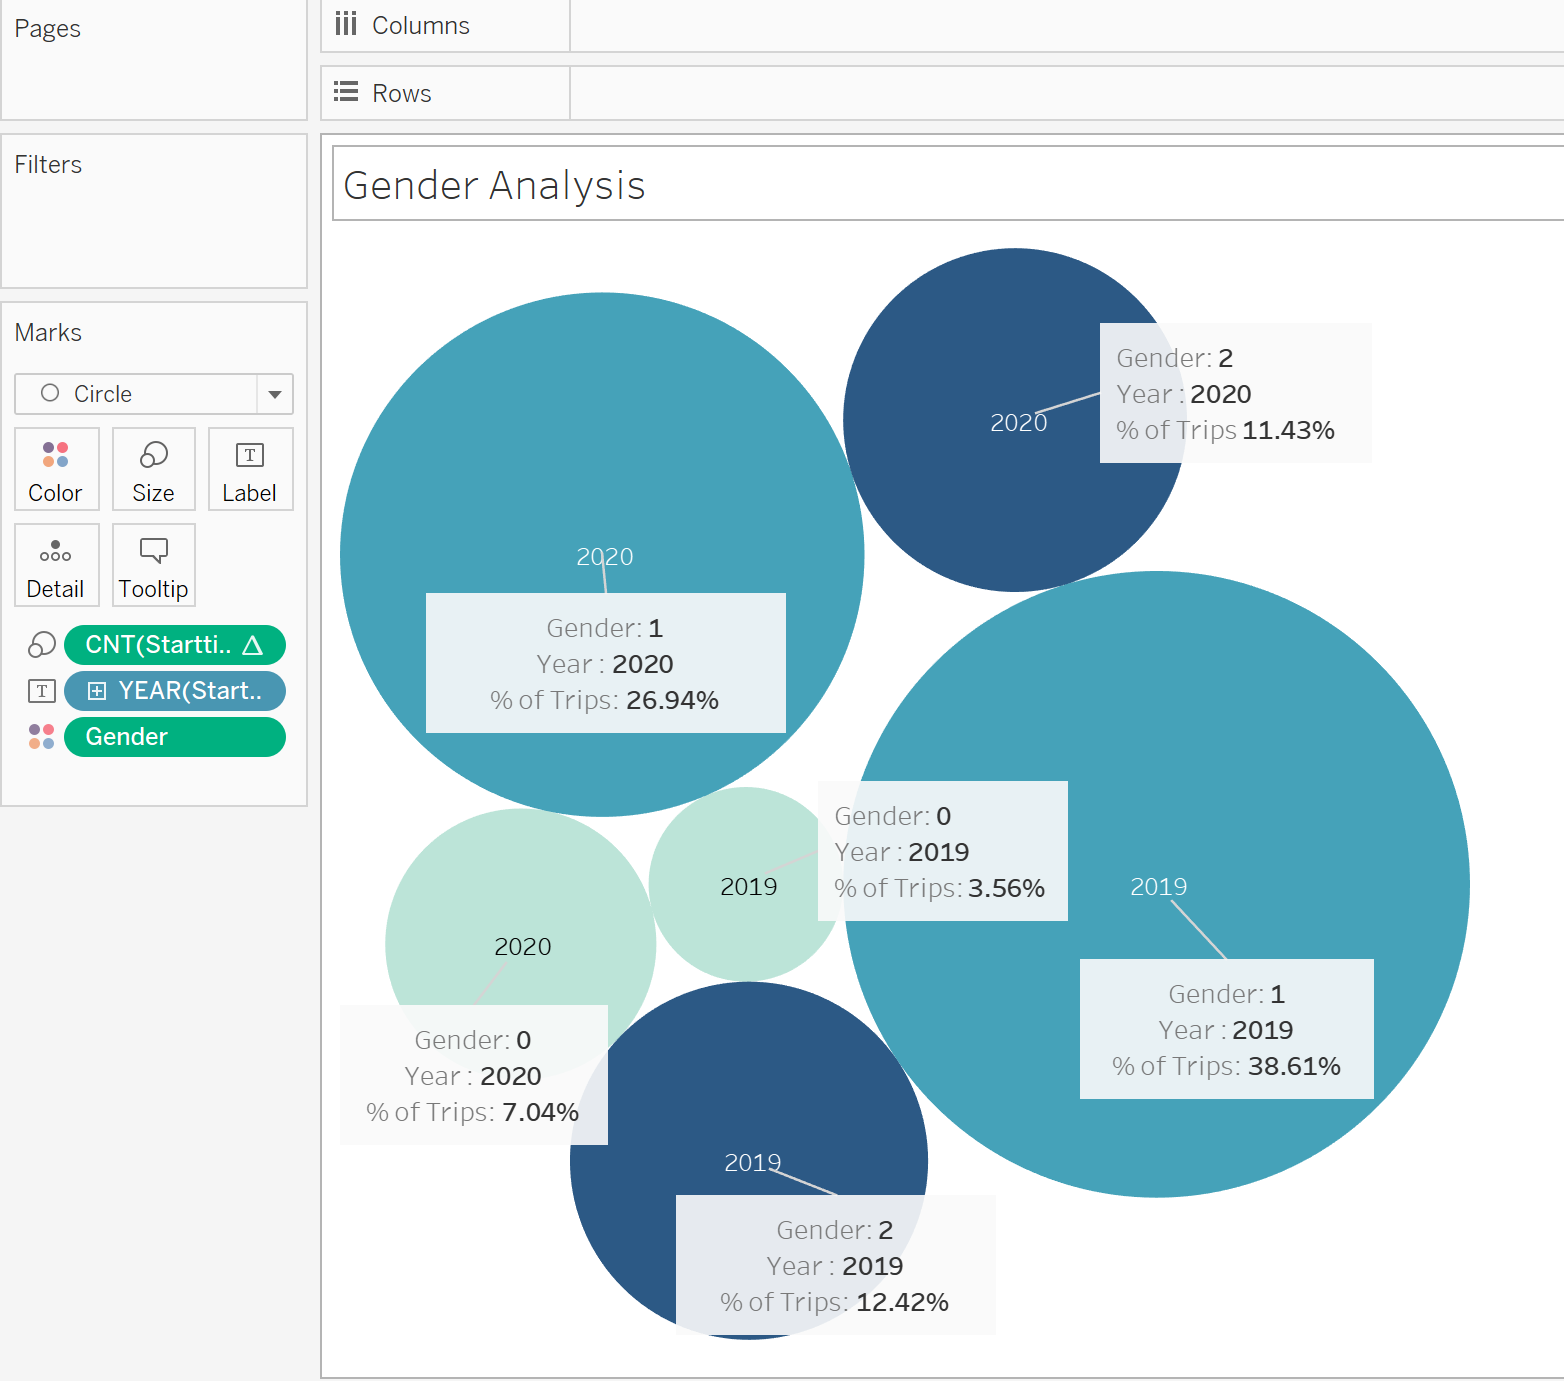 Pages
Columns
Rows
Filters
Gender Analysis
Marks
Circle
Color
Size
Label
Detail
Tooltip
CNT(Startti..
YEAR(Start..
Gender
2020
Gender: 2
Year : 2020
% of Trips 11.43%
2020
Gender: 1
Year : 2020
% of Trips: 26.94%
2019
Gender: 0
Year : 2019
% of Trips: 3.56%
2019
Gender: 1
Year : 2019
% of Trips: 38.61%
2020
Gender: 0
Year : 2020
% of Trips: 7.04%
2019
Gender: 2
Year : 2019
% of Trips: 12.42%